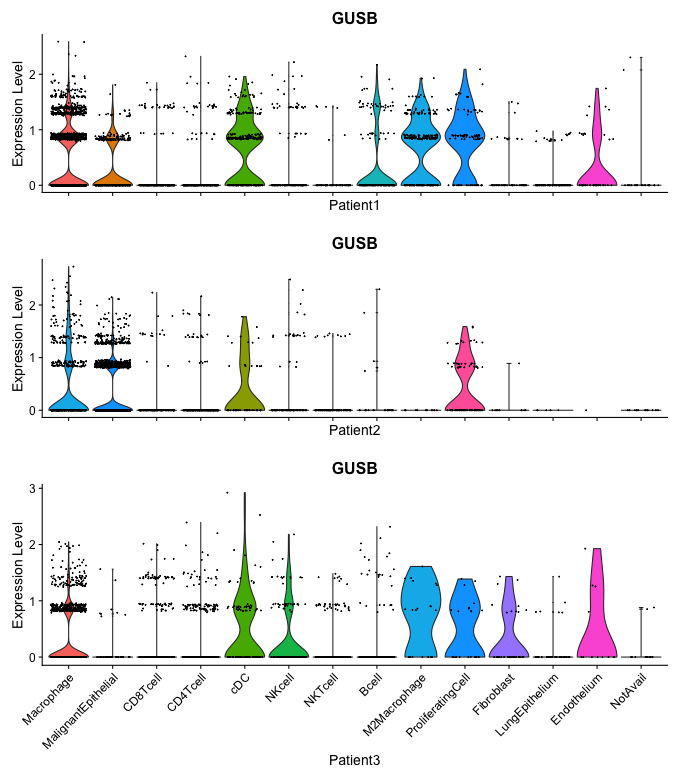 GUSB
Expression Level
2
1
0
Patient1
GUSB
Expression Level
2
1
0
Patient2
GUSB
Expression Level
3
2
1
0
Macrophage
MalignantEpithelial
CD8Tcell
CD4Tcell
cDC
NKcell
NKTcell
Bcell
M2Macrophage
ProliferatingCell
Fibroblast
LungEpithelium
Endothelium
NotAvail
Patient3